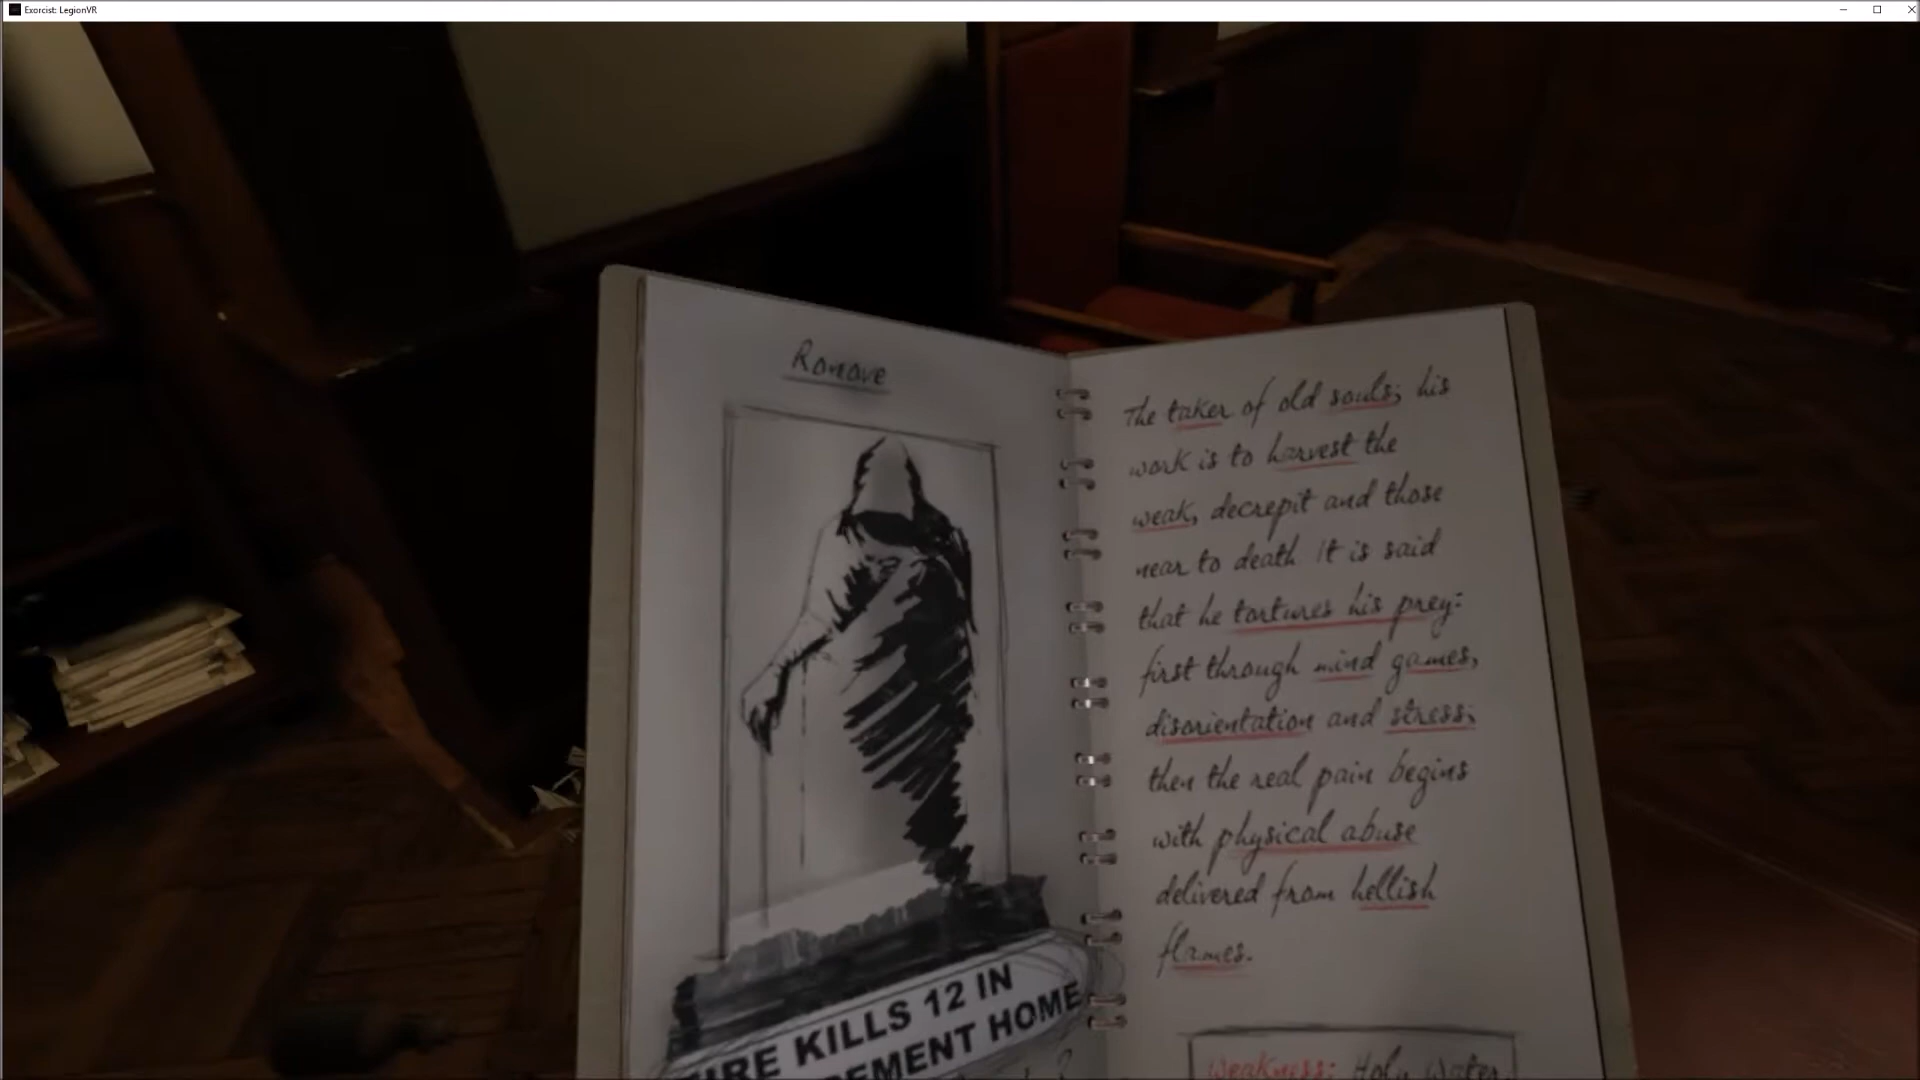 Exorcist: LegionVR
Ronove
The taker of old souls; his
work is to harvest the
weak, decrepit and those
near to death. It is said
that he tortures his prey:
first through mind games,
disorientation and stress;
then the real pain begins
with physical abuse
delivered from hellish
flames.
FIRE KILLS 12 IN
REMENT HOME
Weakness: Holy Water